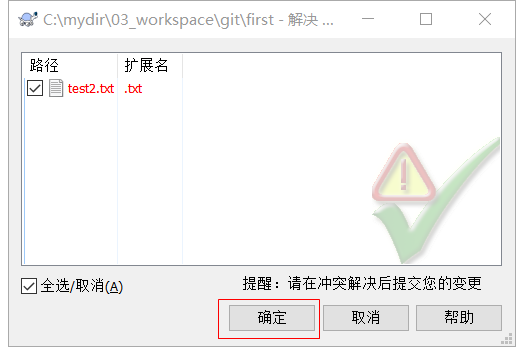 C:\mydir\03_workspace\git\first - 解决 ...
路径 扩展名
test2.txt .txt
全选/取消(A)
提醒：请在冲突解决后提交您的变更
确定 取消 帮助